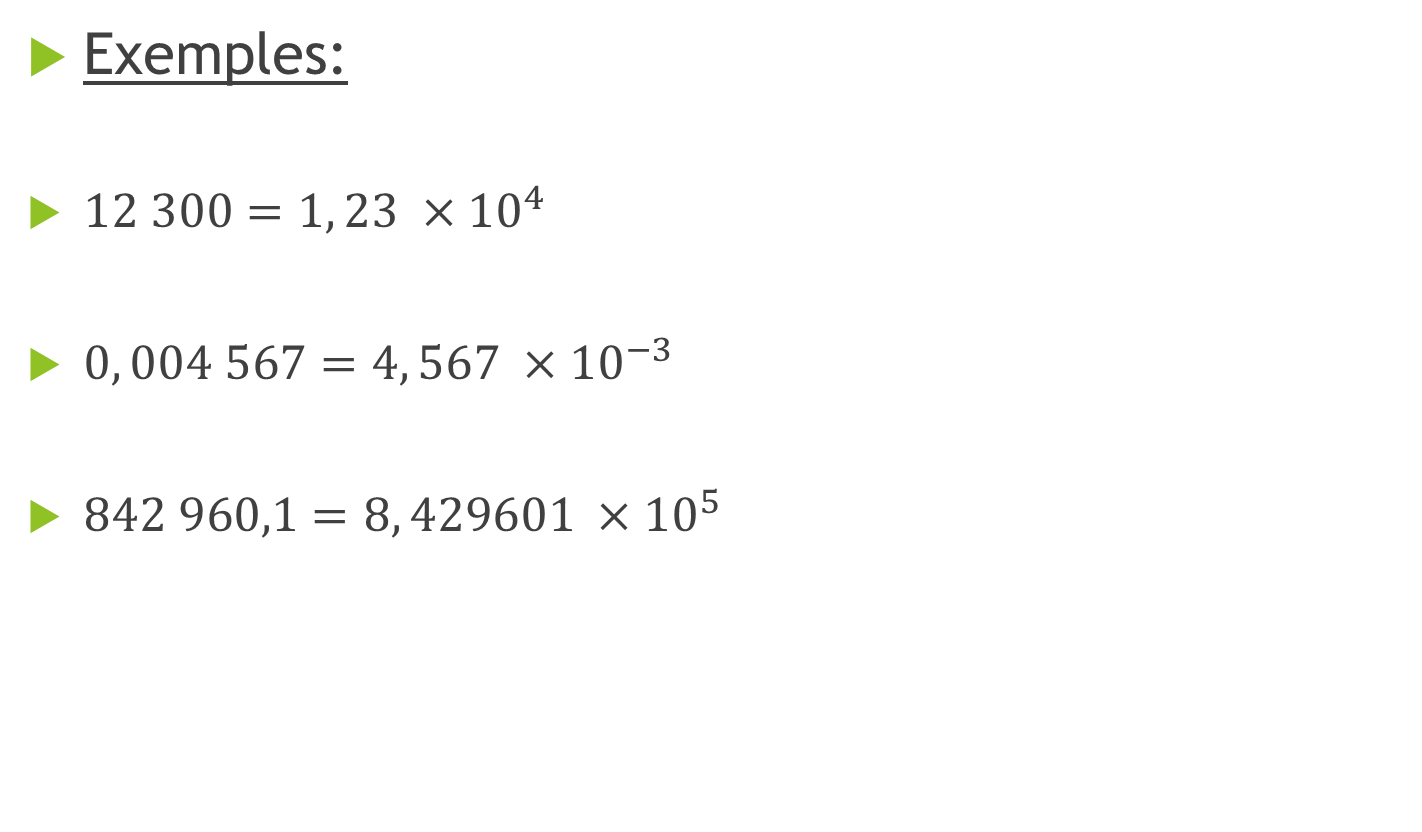 Exemples:
12 300 = 1, 23 × 10⁴
0, 004 567 = 4, 567 × 10⁻³
842 960,1 = 8, 429601 × 10⁵